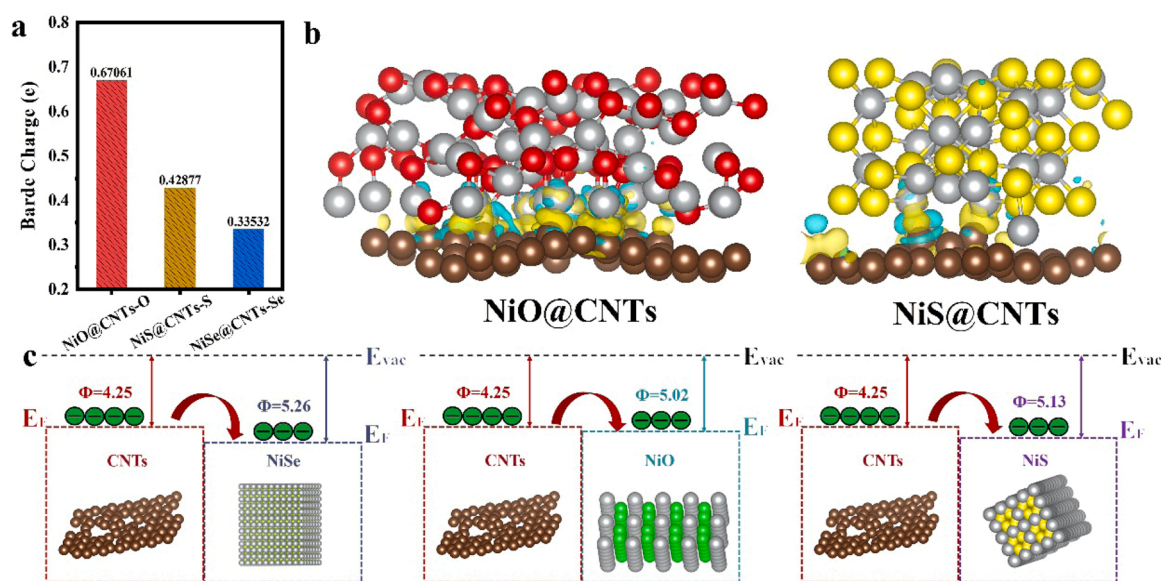 a
b
Barde Charge (e)
0.8
0.7
0.6
0.5
0.4
0.3
0.2
0.67061
0.42877
0.33532
NiO@CNTs-O
NiS@CNTs-S
NiSe@CNTs-Se
NiO@CNTs
NiS@CNTs
c
Evac
Φ=4.25
Φ=5.26
EF
EF
CNTs
NiSe
Evac
Φ=4.25
Φ=5.02
EF
EF
CNTs
NiO
Evac
Φ=4.25
Φ=5.13
EF
EF
CNTs
NiS